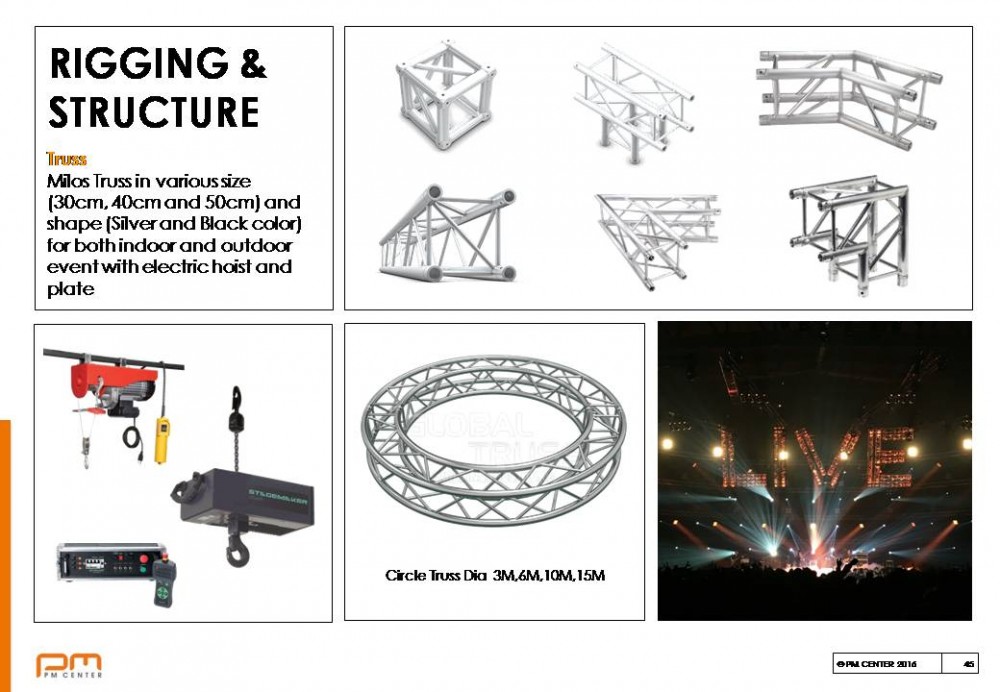 RIGGING &
STRUCTURE
Truss
Milos Truss in various size
(30cm, 40cm and 50cm) and
shape (Silver and Black color)
for both indoor and outdoor
event with electric hoist and
plate
STAGEMAKER
GLOBAL
TRUSS
LIVE
Circle Truss Dia 3M,6M,10M,15M
PM CENTER
©PM CENTER 2016
45